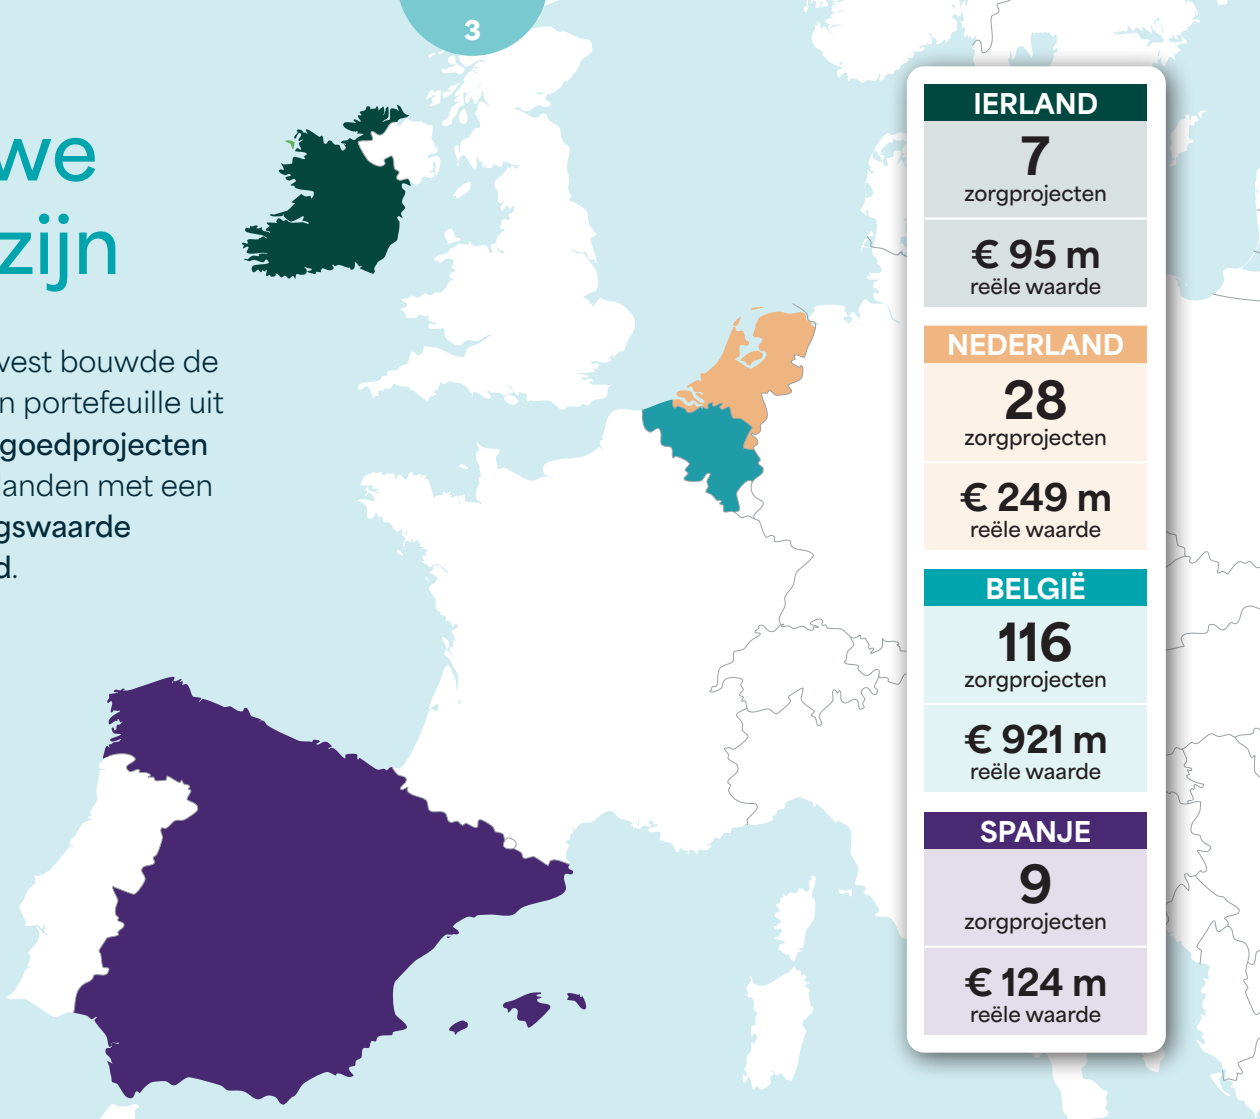 3
we
zijn
vest bouwde de
n portefeuille uit
goedprojecten
landen met een
gswaarde
d.
IERLAND
7
zorgprojecten
€ 95 m
reële waarde
NEDERLAND
28
zorgprojecten
€ 249 m
reële waarde
BELGIË
116
zorgprojecten
€ 921 m
reële waarde
SPANJE
9
zorgprojecten
€ 124 m
reële waarde